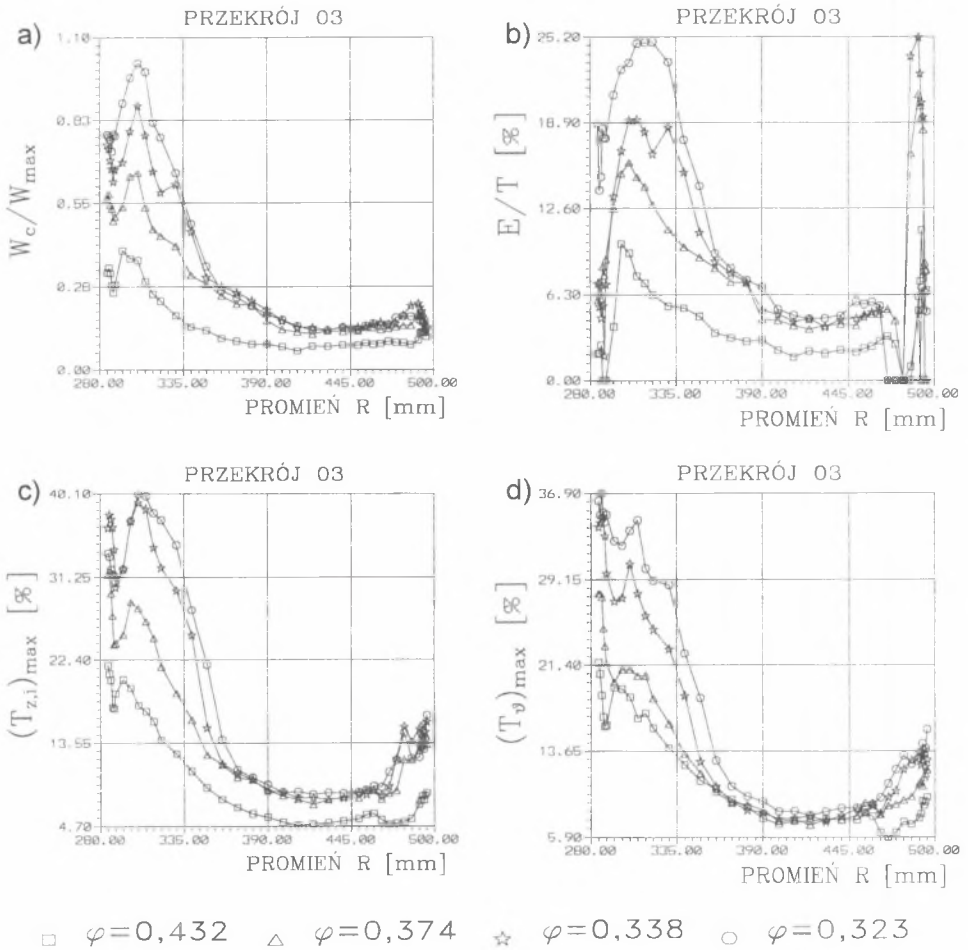 PRZEKRÓJ 03
a)
1.10
0.83
0.55
0.28
0.00
W_c/W_max
280.00 335.00 390.00 445.00 500.00
PROMIEŃ R [mm]
PRZEKRÓJ 03
b)
25.20
18.90
12.60
6.30
0.00
E/T [%]
280.00 335.00 390.00 445.00 500.00
PROMIEŃ R [mm]
PRZEKRÓJ 03
c)
40.10
31.25
22.40
13.55
4.70
(T_z,i)_max [%]
280.00 335.00 390.00 445.00 500.00
PROMIEŃ R [mm]
PRZEKRÓJ 03
d)
36.90
29.15
21.40
13.65
5.90
(T_ϑ)_max [%]
280.00 335.00 390.00 445.00 500.00
PROMIEŃ R [mm]
φ=0,432 φ=0,374 φ=0,338 φ=0,323